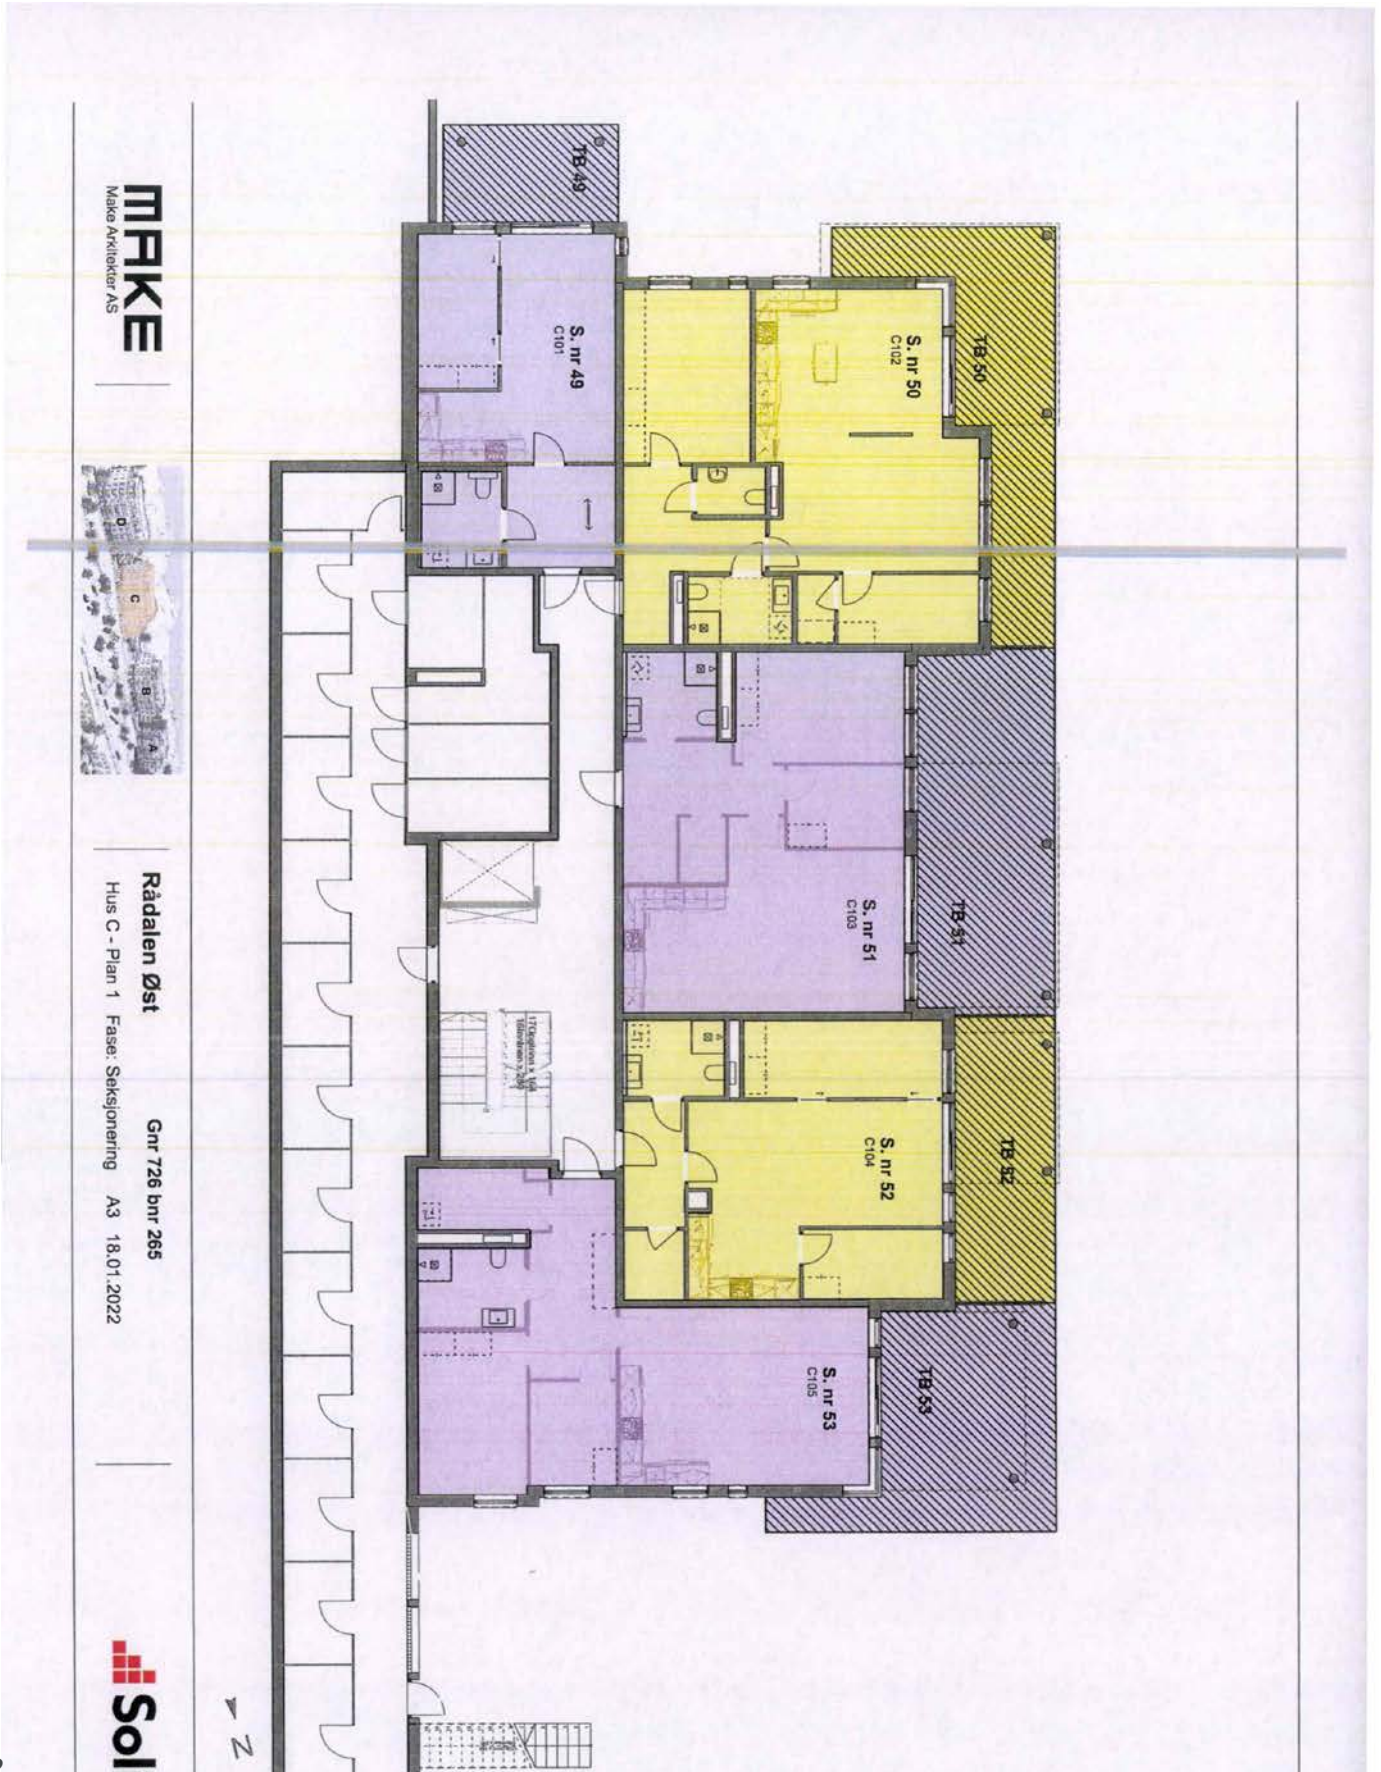 TB 49
S. nr 49
C101
TB 50
S. nr 50
C102
TB 51
S. nr 51
C103
TB 52
S. nr 52
C104
TB 53
S. nr 53
C105
MAKE
Make Arkitekter AS
D
C
B
A
Rådalen Øst
Gnr 726 bnr 265
Hus C - Plan 1 Fase: Seksjonering A3 18.01.2022
Sol
N